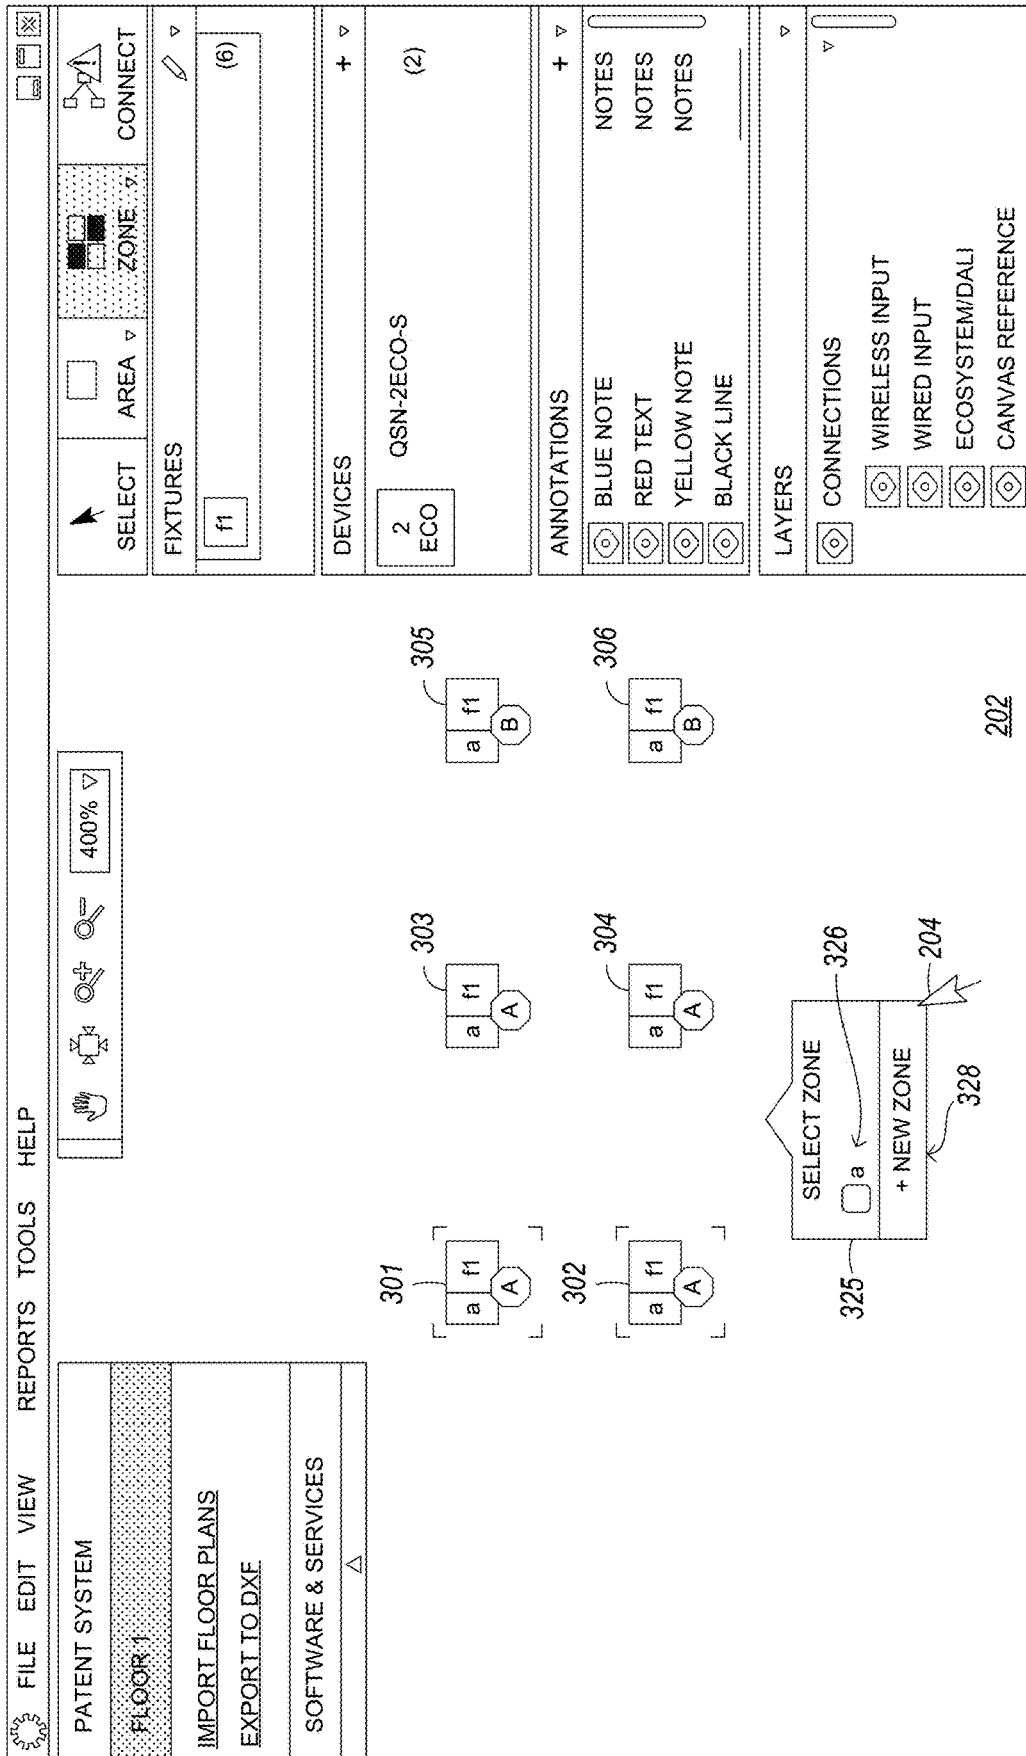 FILE EDIT VIEW REPORTS TOOLS HELP
PATENT SYSTEM
FLOOR 1
IMPORT FLOOR PLANS
EXPORT TO DXF
SOFTWARE & SERVICES
400%
SELECT AREA ZONE CONNECT
FIXTURES
f1 (6)
DEVICES +
2
ECO
QSN-2ECO-S (2)
ANNOTATIONS +
BLUE NOTE NOTES
RED TEXT NOTES
YELLOW NOTE NOTES
BLACK LINE
LAYERS
CONNECTIONS
WIRELESS INPUT
WIRED INPUT
ECOSYSTEM/DALI
CANVAS REFERENCE
301 303 305
a f1 a f1 a f1
A A B
302 304 306
a f1 a f1 a f1
A A B
SELECT ZONE
a
+ NEW ZONE
325 326
328 204
202